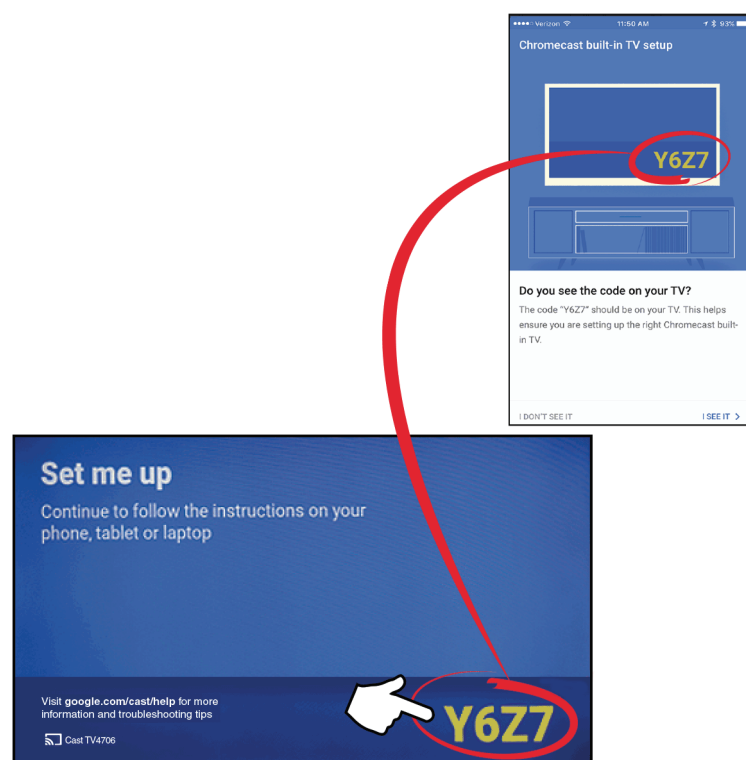 Verizon 11:50 AM 93%
Chromecast built-in TV setup
Y6Z7
Do you see the code on your TV?
The code "Y6Z7" should be on your TV. This helps
ensure you are setting up the right Chromecast built-
in TV.
I DON'T SEE IT I SEE IT >
Set me up
Continue to follow the instructions on your
phone, tablet or laptop
Visit google.com/cast/help for more
information and troubleshooting tips
Cast TV4706
Y6Z7